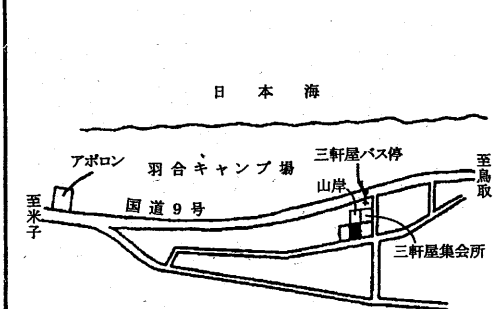 日本海
アポロン
羽合キャンプ場
三軒屋バス停
至鳥取
山岸
至米子
国道9号
三軒屋集会所